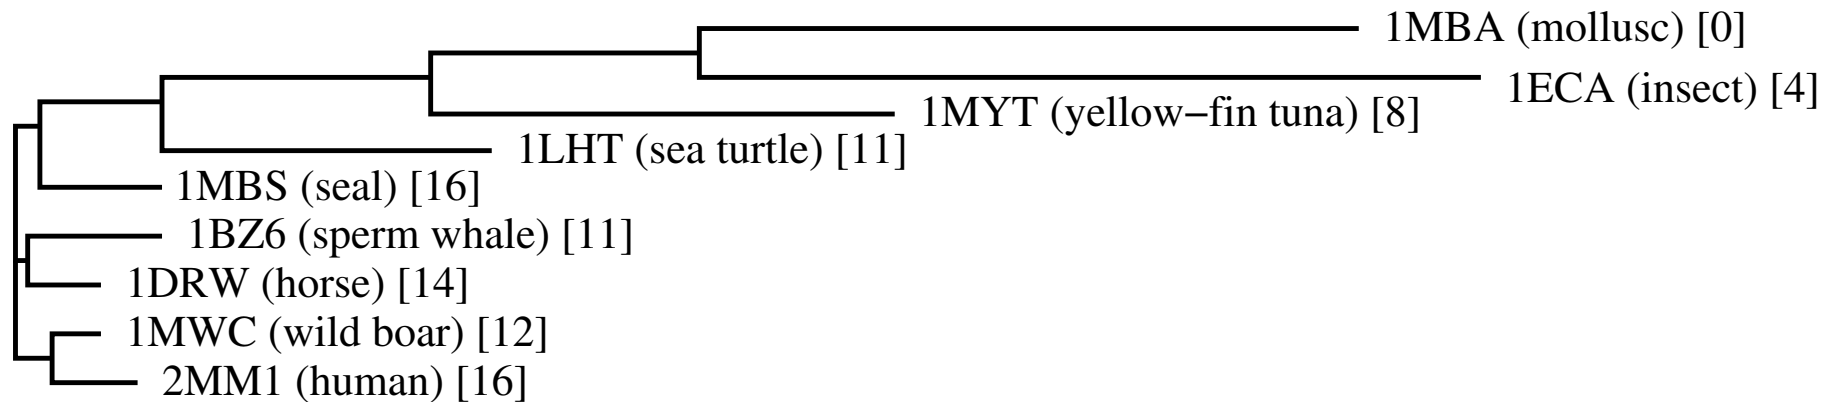 1MBA (mollusc) [0]
1ECA (insect) [4]
1MYT (yellow−fin tuna) [8]
1LHT (sea turtle) [11]
1MBS (seal) [16]
1BZ6 (sperm whale) [11]
1DRW (horse) [14]
1MWC (wild boar) [12]
2MM1 (human) [16]